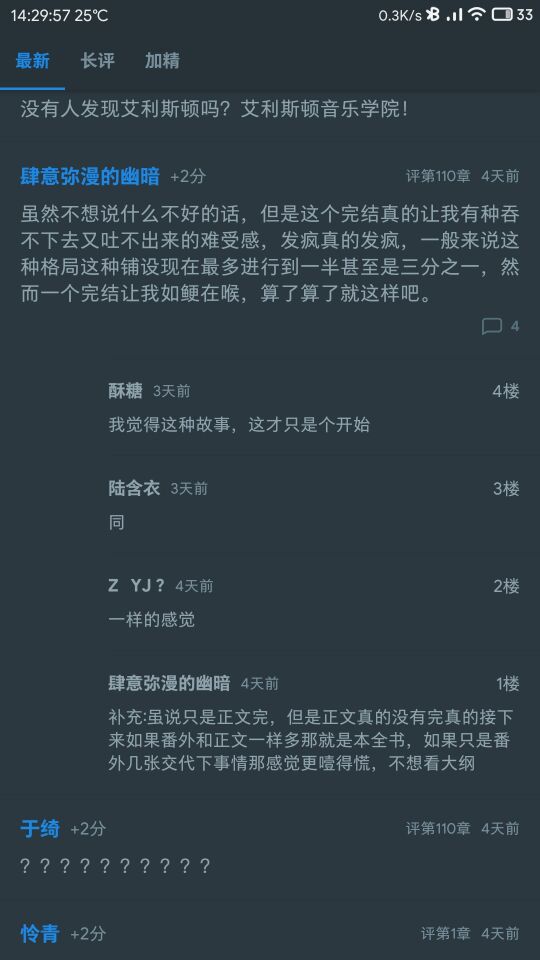 14:29:57 25℃ 0.3K/s 33
最新 长评 加精
没有人发现艾利斯顿吗？艾利斯顿音乐学院！
肆意弥漫的幽暗 +2分 评第110章 4天前
虽然不想说什么不好的话，但是这个完结真的让我有种吞
不下去又吐不出来的难受感，发疯真的发疯，一般来说这
种格局这种铺设现在最多进行到一半甚至是三分之一，然
而一个完结让我如鲠在喉，算了算了就这样吧。
4
酥糖 3天前 4楼
我觉得这种故事，这才只是个开始
陆含衣 3天前 3楼
同
Z YJ？ 4天前 2楼
一样的感觉
肆意弥漫的幽暗 4天前 1楼
补充:虽说只是正文完，但是正文真的没有完真的接下
来如果番外和正文一样多那就是本全书，如果只是番
外几张交代下事情那感觉更噎得慌，不想看大纲
于绮 +2分 评第110章 4天前
？？？？？？？？？？
怜青 +2分 评第1章 4天前